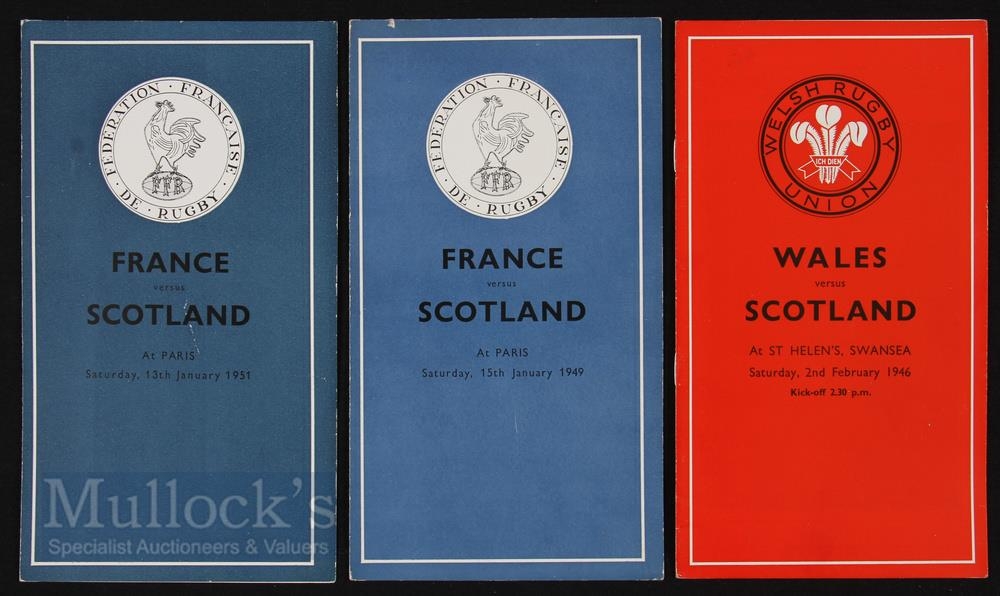 FEDERATION · FRANÇAISE · DE · RUGBY ·
FFR
FRANCE
versus
SCOTLAND
At PARIS
Saturday, 13th January 1951
FEDERATION · FRANÇAISE · DE · RUGBY ·
FFR
FRANCE
versus
SCOTLAND
At PARIS
Saturday, 15th January 1949
WELSH RUGBY
UNION
ICH DIEN
WALES
versus
SCOTLAND
At ST HELEN'S, SWANSEA
Saturday, 2nd February 1946
Kick-off 2.30 p.m.
Mullock's
Specialist Auctioneers & Valuers